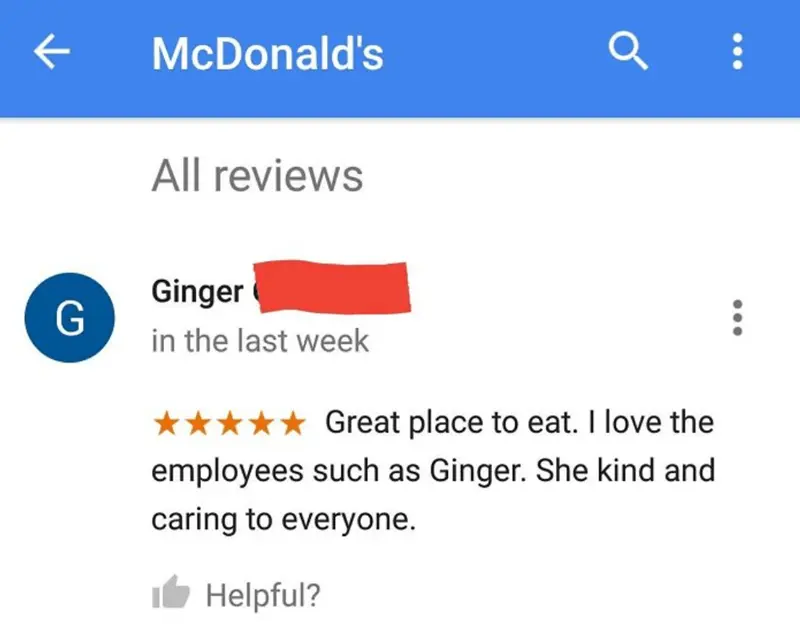 McDonald's
All reviews
G
Ginger
in the last week
Great place to eat. I love the
employees such as Ginger. She kind and
caring to everyone.
Helpful?